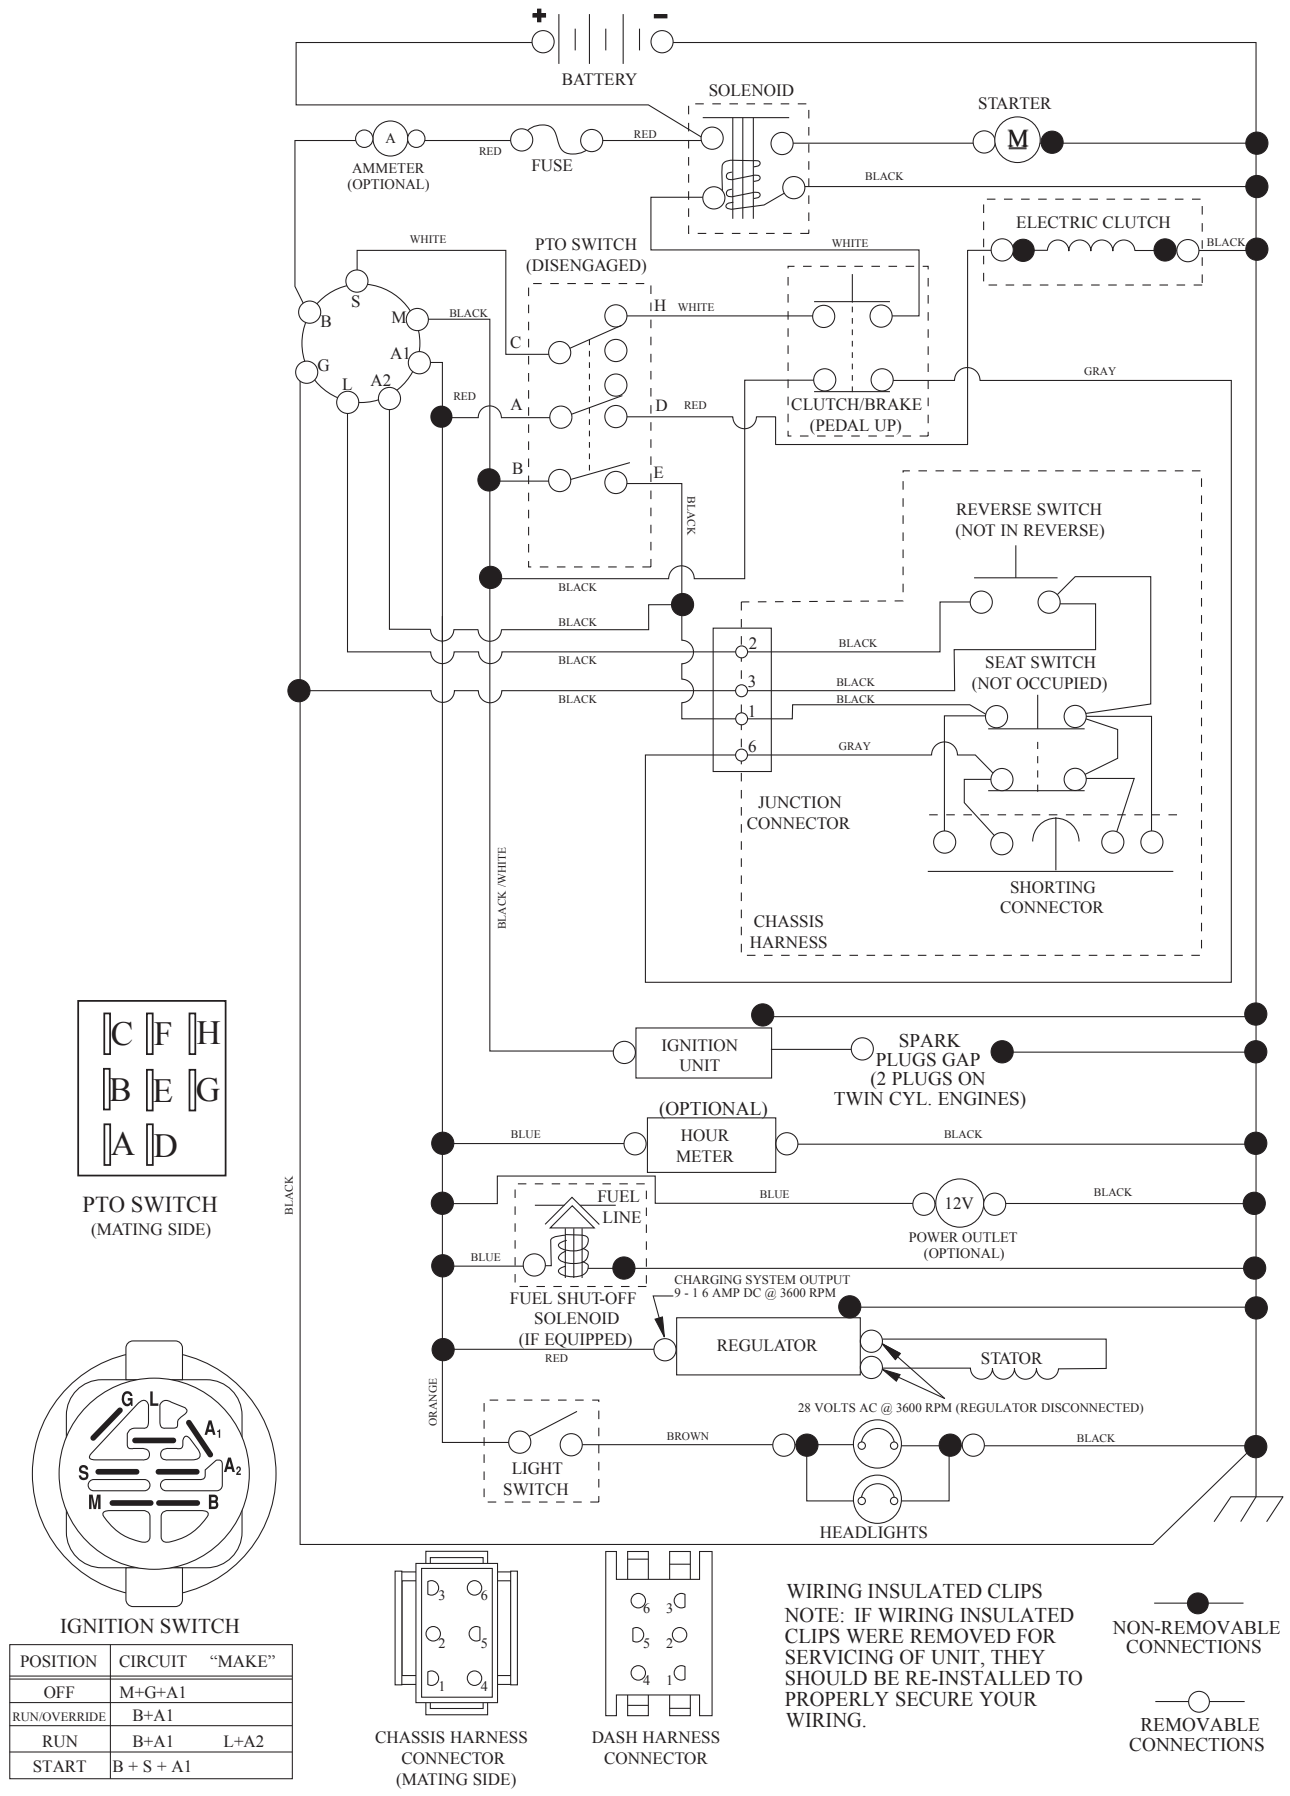 + −
BATTERY
SOLENOID
STARTER
M
A
AMMETER
(OPTIONAL)
RED
FUSE
RED
BLACK
ELECTRIC CLUTCH
BLACK
WHITE
PTO SWITCH
(DISENGAGED)
WHITE
S
B
M
BLACK
G
A1
L
A2
C
H
WHITE
RED
A
D
RED
B
E
BLACK
CLUTCH/BRAKE
(PEDAL UP)
GRAY
REVERSE SWITCH
(NOT IN REVERSE)
BLACK
BLACK
BLACK
BLACK
2
BLACK
3
BLACK
1
BLACK
6
GRAY
SEAT SWITCH
(NOT OCCUPIED)
JUNCTION
CONNECTOR
SHORTING
CONNECTOR
CHASSIS
HARNESS
BLACK /WHITE
C F H
B E G
A D
PTO SWITCH
(MATING SIDE)
BLACK
IGNITION
UNIT
SPARK
PLUGS GAP
(2 PLUGS ON
TWIN CYL. ENGINES)
(OPTIONAL)
HOUR
METER
BLUE
BLACK
BLUE
12V
BLACK
POWER OUTLET
(OPTIONAL)
FUEL
LINE
BLUE
FUEL SHUT-OFF
SOLENOID
(IF EQUIPPED)
CHARGING SYSTEM OUTPUT
9 - 1 6 AMP DC @ 3600 RPM
RED
REGULATOR
STATOR
28 VOLTS AC @ 3600 RPM (REGULATOR DISCONNECTED)
ORANGE
LIGHT
SWITCH
BROWN
BLACK
HEADLIGHTS
G L
A1
S
A2
M
B
IGNITION SWITCH
POSITION CIRCUIT “MAKE”
OFF M+G+A1
RUN/OVERRIDE B+A1
RUN B+A1 L+A2
START B + S + A1
3 6
2 5
1 4
CHASSIS HARNESS
CONNECTOR
(MATING SIDE)
6 3
5 2
4 1
DASH HARNESS
CONNECTOR
WIRING INSULATED CLIPS
NOTE: IF WIRING INSULATED
CLIPS WERE REMOVED FOR
SERVICING OF UNIT, THEY
SHOULD BE RE-INSTALLED TO
PROPERLY SECURE YOUR
WIRING.
NON-REMOVABLE
CONNECTIONS
REMOVABLE
CONNECTIONS